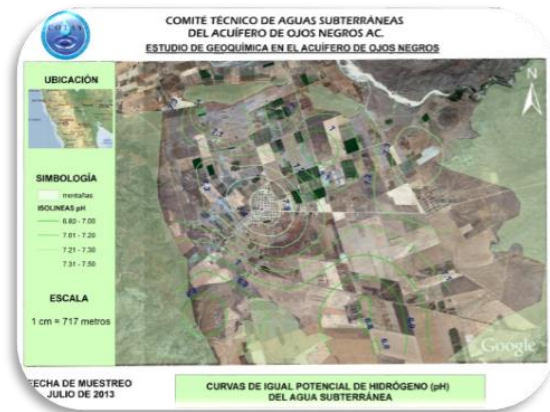 COTAS
COMITÉ TÉCNICO DE AGUAS SUBTERRÁNEAS
DEL ACUÍFERO DE OJOS NEGROS AC.
ESTUDIO DE GEOQUÍMICA EN EL ACUÍFERO DE OJOS NEGROS
UBICACIÓN
N
SIMBOLOGÍA
montañas
ISOLINEAS pH
6.80 - 7.00
7.01 - 7.20
7.21 - 7.30
7.31 - 7.50
ESCALA
1 cm = 717 metros
Google
FECHA DE MUESTREO
JULIO DE 2013
CURVAS DE IGUAL POTENCIAL DE HIDRÓGENO (pH)
DEL AGUA SUBTERRÁNEA